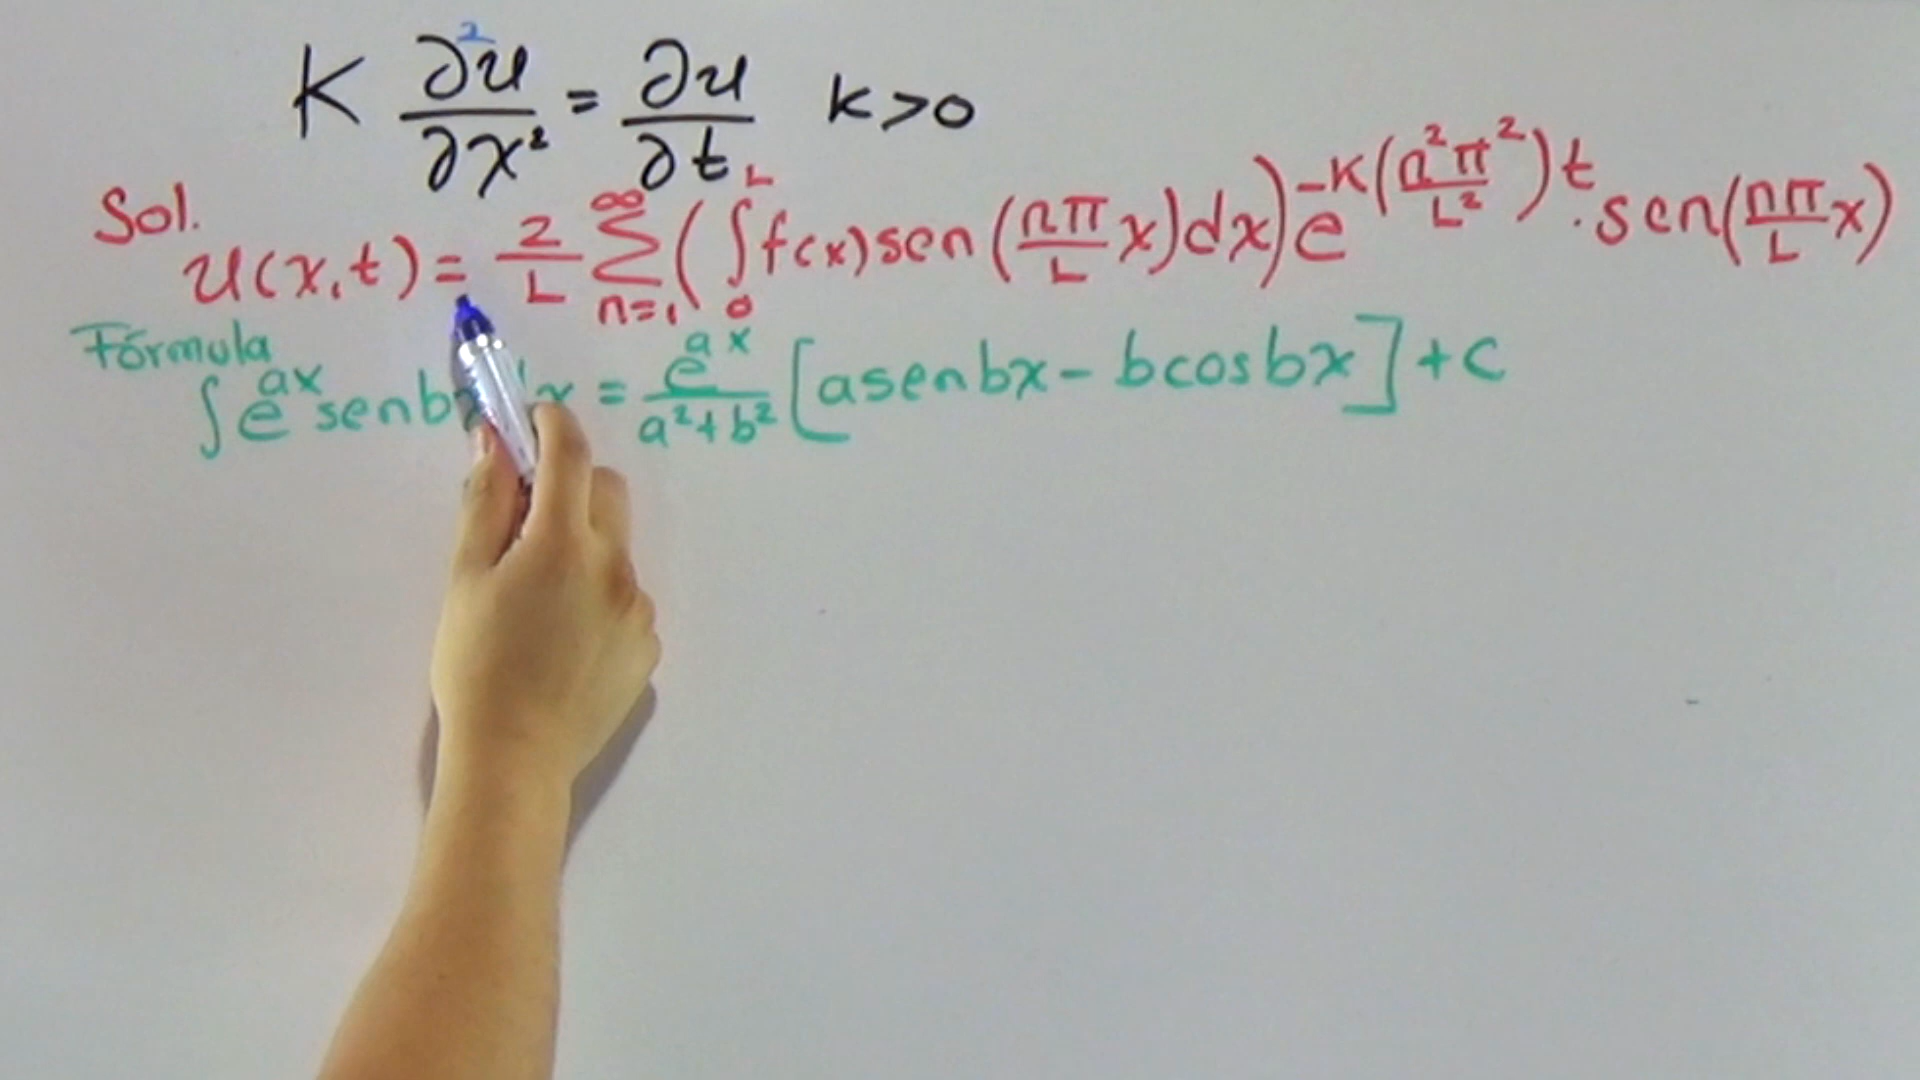 K ∂²u/∂x² = ∂u/∂t k>0
Sol.
u(x,t) = 2/L ∑_{n=1}^{∞} (∫_0^L f(x) sen(nπ/L x)dx) e^{-K(n²π²/L²)t} · sen(nπ/L x)
Fórmula
∫ e^{ax} senb = e^{ax}/(a²+b²) [asenbx - bcosbx] + c